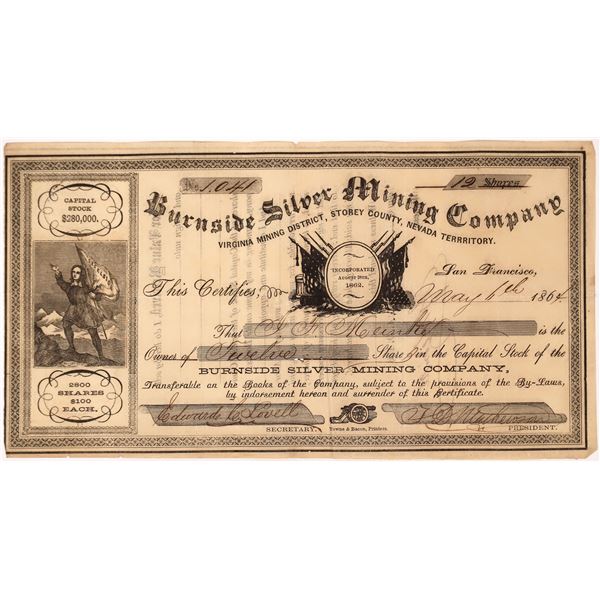 CAPITAL
STOCK
$280,000.
2800
SHARES
$100
EACH.
No. 1041
12 Shares
Burnside Silver Mining Company
VIRGINIA MINING DISTRICT, STOREY COUNTY, NEVADA TERRITORY.
INCORPORATED
AUGUST 28TH,
1862.
San Francisco,
This Certifies, May 6th 1864
That J. F. is the
Owner of Twelve Shares in the Capital Stock of the
BURNSIDE SILVER MINING COMPANY,
Transferable on the Books of the Company, subject to the provisions of the By-Laws,
by indorsement hereon and surrender of this Certificate.
Edward C. Lovell
SECRETARY.
Towne & Bacon, Printers.
PRESIDENT.